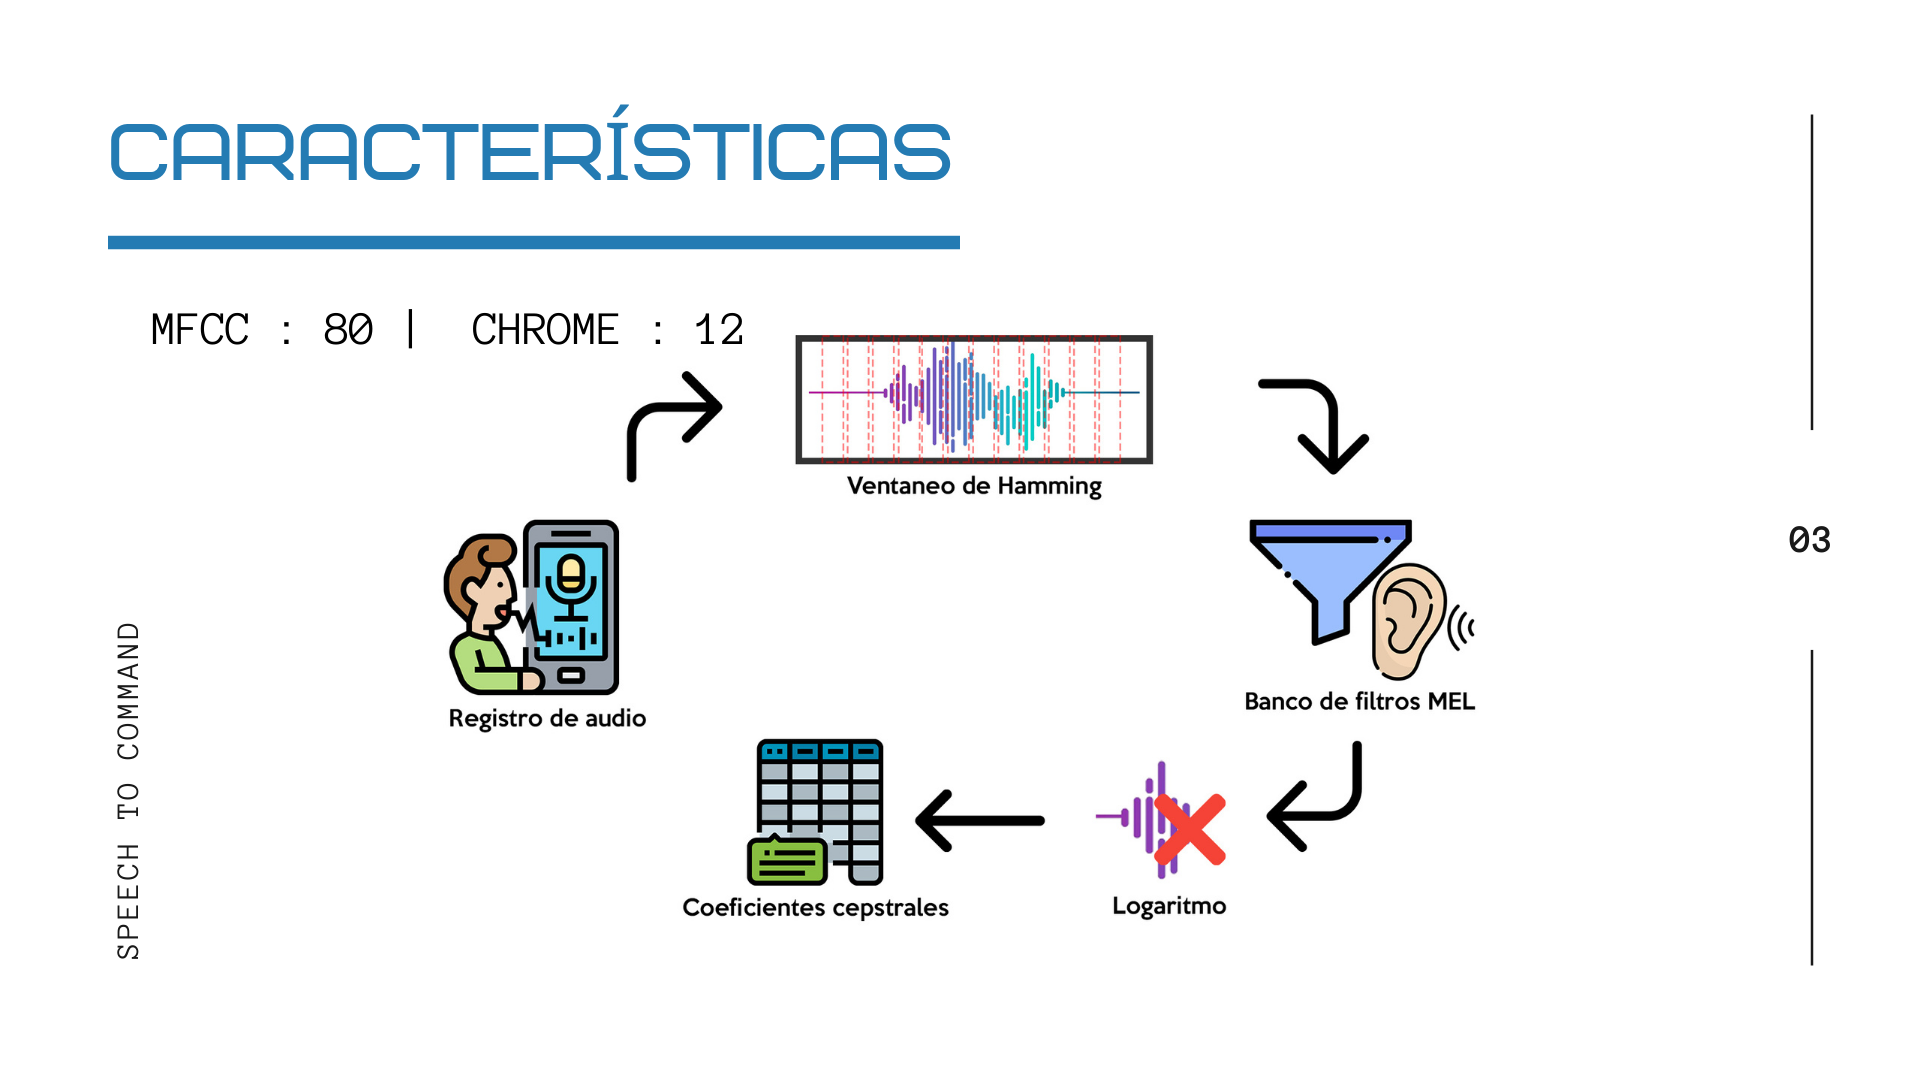 CARACTERÍSTICAS
MFCC : 80 | CHROME : 12
Ventaneo de Hamming
03
Banco de filtros MEL
Registro de audio
Coeficientes cepstrales
Logaritmo
SPEECH TO COMMAND